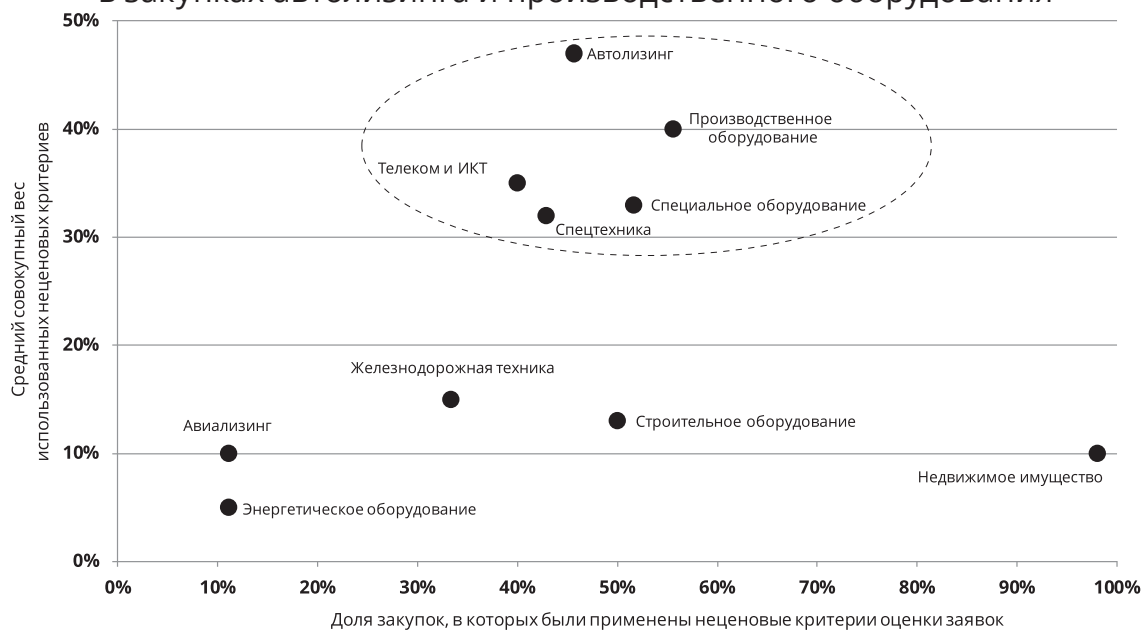 в закупках автолизинга и производственного оборудования
50%
Автолизинг
Производственное
оборудование
40%
Телеком и ИКТ
Специальное оборудование
Спецтехника
30%
Средний совокупный вес
использованных неценовых критериев
20%
Железнодорожная техника
Строительное оборудование
Авиализинг
10%
Недвижимое имущество
Энергетическое оборудование
0%
0% 10% 20% 30% 40% 50% 60% 70% 80% 90% 100%
Доля закупок, в которых были применены неценовые критерии оценки заявок